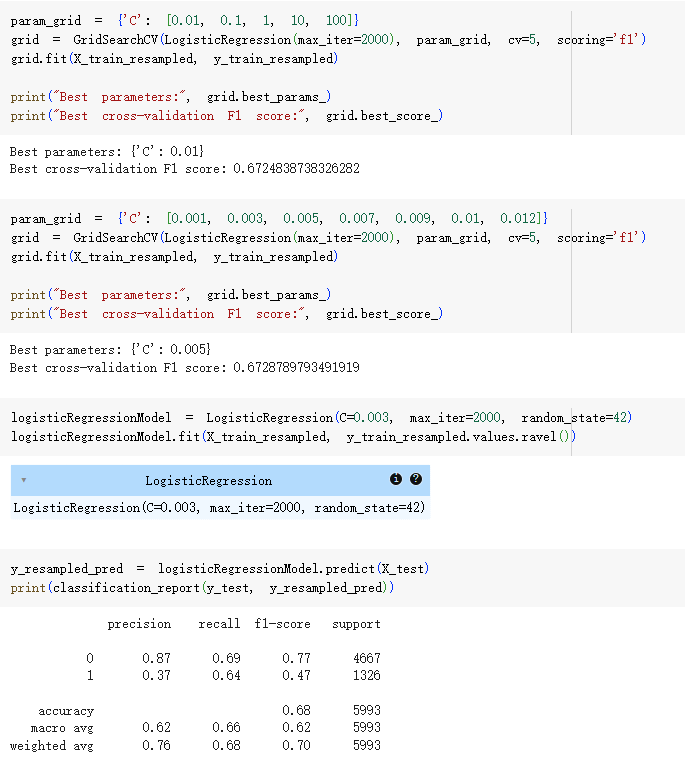 param_grid = {'C': [0.01, 0.1, 1, 10, 100]}
grid = GridSearchCV(LogisticRegression(max_iter=2000), param_grid, cv=5, scoring='f1')
grid.fit(X_train_resampled, y_train_resampled)
print("Best parameters:", grid.best_params_)
print("Best cross-validation F1 score:", grid.best_score_)
Best parameters: {'C': 0.01}
Best cross-validation F1 score: 0.6724838738326282
param_grid = {'C': [0.001, 0.003, 0.005, 0.007, 0.009, 0.01, 0.012]}
grid = GridSearchCV(LogisticRegression(max_iter=2000), param_grid, cv=5, scoring='f1')
grid.fit(X_train_resampled, y_train_resampled)
print("Best parameters:", grid.best_params_)
print("Best cross-validation F1 score:", grid.best_score_)
Best parameters: {'C': 0.005}
Best cross-validation F1 score: 0.6728789793491919
logisticRegressionModel = LogisticRegression(C=0.003, max_iter=2000, random_state=42)
logisticRegressionModel.fit(X_train_resampled, y_train_resampled.values.ravel())
LogisticRegression i ?
LogisticRegression(C=0.003, max_iter=2000, random_state=42)
y_resampled_pred = logisticRegressionModel.predict(X_test)
print(classification_report(y_test, y_resampled_pred))
precision recall f1-score support
0 0.87 0.69 0.77 4667
1 0.37 0.64 0.47 1326
accuracy 0.68 5993
macro avg 0.62 0.66 0.62 5993
weighted avg 0.76 0.68 0.70 5993